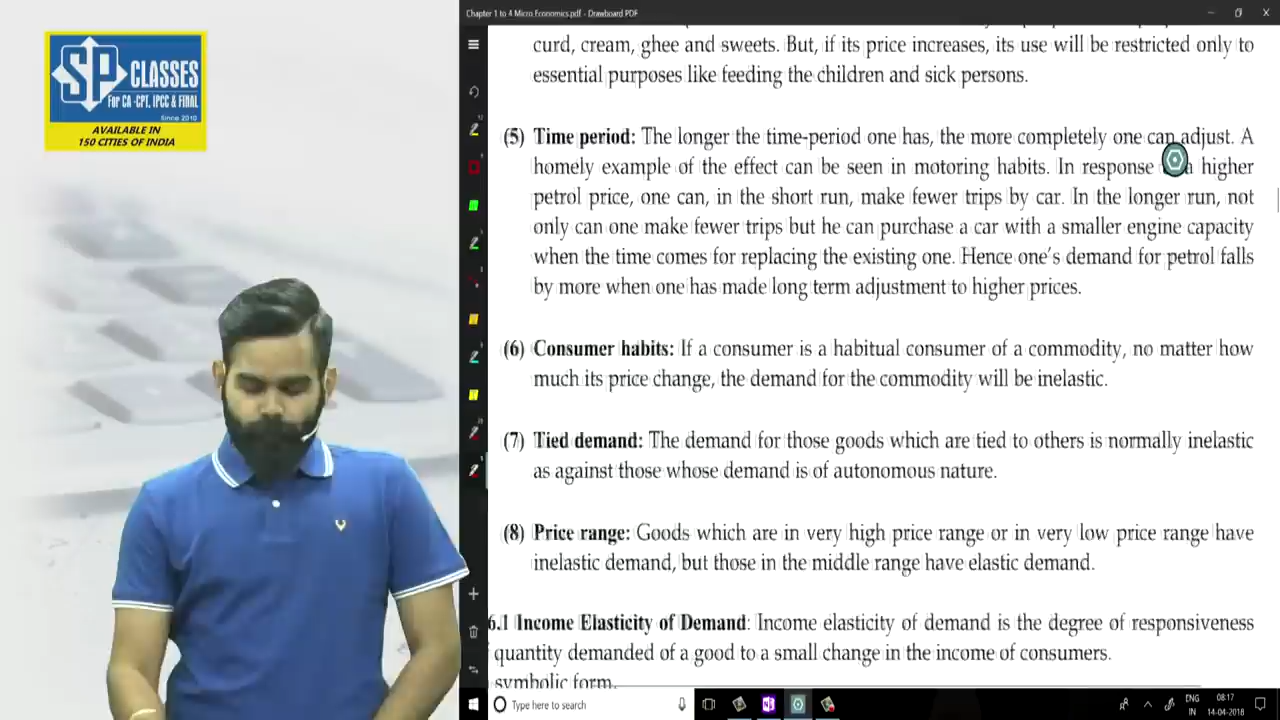 Chapter 1 to 4 Micro Economics.pdf - Drawboard PDF
SP CLASSES
For CA-CPT, IPCC & FINAL
Since 2010
AVAILABLE IN
150 CITIES OF INDIA
curd, cream, ghee and sweets. But, if its price increases, its use will be restricted only to
essential purposes like feeding the children and sick persons.
(5) Time period: The longer the time-period one has, the more completely one can adjust. A
homely example of the effect can be seen in motoring habits. In response a higher
petrol price, one can, in the short run, make fewer trips by car. In the longer run, not
only can one make fewer trips but he can purchase a car with a smaller engine capacity
when the time comes for replacing the existing one. Hence one's demand for petrol falls
by more when one has made long term adjustment to higher prices.
(6) Consumer habits: If a consumer is a habitual consumer of a commodity, no matter how
much its price change, the demand for the commodity will be inelastic.
(7) Tied demand: The demand for those goods which are tied to others is normally inelastic
as against those whose demand is of autonomous nature.
(8) Price range: Goods which are in very high price range or in very low price range have
inelastic demand, but those in the middle range have elastic demand.
6.1 Income Elasticity of Demand: Income elasticity of demand is the degree of responsiveness
quantity demanded of a good to a small change in the income of consumers.
symbolic form.
Type here to search
ENG
IN
08:17
14-04-2018